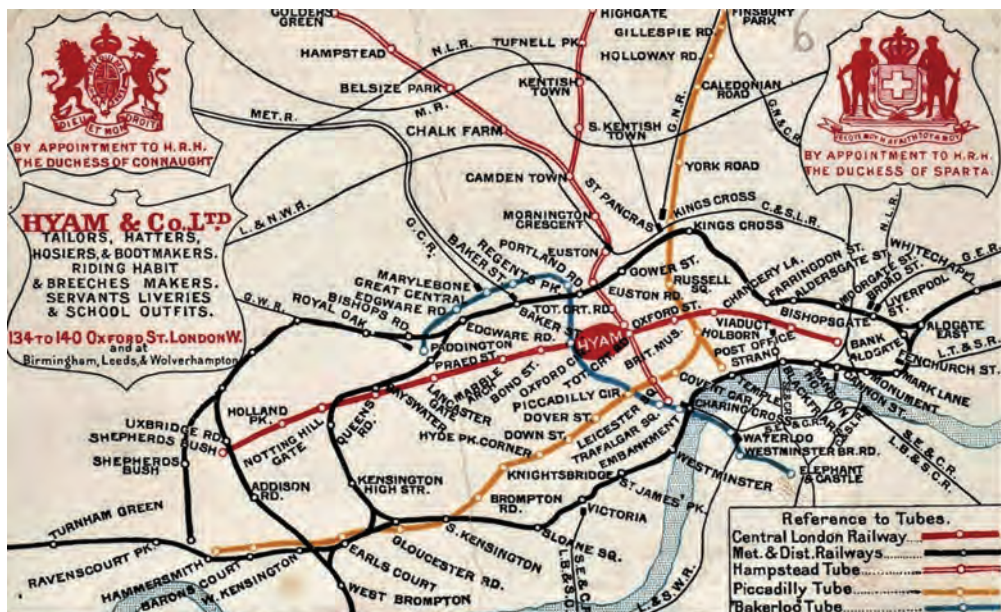 DIEU ET MON DROIT
BY APPOINTMENT TO H.R.H.
THE DUCHESS OF CONNAUGHT
HYAM & Co., LTD.
TAILORS, HATTERS,
HOSIERS, & BOOTMAKERS.
RIDING HABIT
& BREECHES MAKERS.
SERVANTS LIVERIES
& SCHOOL OUTFITS.
134 TO 140 OXFORD ST. LONDON W.
and at
Birmingham, Leeds, & Wolverhampton
6
BY APPOINTMENT TO H.R.H.
THE DUCHESS OF SPARTA.
GOLDERS
GREEN
HAMPSTEAD
BELSIZE PARK
CHALK FARM
CAMDEN TOWN
MORNINGTON
CRESCENT
EUSTON
HIGHGATE
TUFNELL PK.
KENTISH
TOWN
S. KENTISH
TOWN
FINSBURY
PARK
GILLESPIE RD.
HOLLOWAY RD.
CALEDONIAN
ROAD
YORK ROAD
N.L.R.
M.R.
MET.R.
G.N.R.
G.N.& C.R.
L.& N.W.R.
G.C.R.
G.W.R.
ST PANCRAS
KINGS CROSS
KINGS CROSS
C.& S.L.R.
N.L.R.
G.E.R.
L.T.& S.R.
GOWER ST.
EUSTON RD.
PORTLAND RD.
REGENTS
PK.
BAKER ST.
MARYLEBONE
GREAT CENTRAL
EDGWARE RD.
BISHOPS RD.
ROYAL OAK
PADDINGTON
EDGWARE RD.
BAKER ST.
PRAED ST.
TOT. CRT. RD.
HYAM
OXFORD ST.
RUSSELL
SQ.
CHANCERY LA.
FARRINGDON ST.
ALDERSGATE ST.
MOORGATE ST.
BROAD ST.
LIVERPOOL
ST.
WHITECHAPEL
BISHOPSGATE
ALDGATE
EAST
ALDGATE
FENCHURCH ST.
MARK LANE
MONUMENT
CANNON ST.
MANSION HO.
BLACKFRIARS
TEMPLE
BANK
POST OFFICE
VIADUCT
HOLBORN
STRAND
BRIT. MUS.
TOT. CRT. RD.
OXFORD CIR.
BOND ST.
MARBLE
ARCH
LANCASTER
GATE
QUEENS
RD.
BAYSWATER
NOTTING HILL
GATE
HOLLAND PK.
UXBRIDGE RD.
SHEPHERDS BUSH
SHEPHERDS
BUSH
ADDISON
RD.
KENSINGTON
HIGH STR.
COVENT GAR.
LEICESTER SQ.
PICCADILLY CIR.
TRAFALGAR SQ.
DOVER ST.
DOWN ST.
HYDE PK. CORNER
KNIGHTSBRIDGE
BROMPTON
RD.
CHARING CROSS
EMBANKMENT
WESTMINSTER
ST JAMES' PK.
VICTORIA
SLOANE SQ.
S. KENSINGTON
GLOUCESTER RD.
EARLS COURT
WEST BROMPTON
W. KENSINGTON
BARONS COURT
HAMMERSMITH
RAVENSCOURT PK.
TURNHAM GREEN
WATERLOO
WESTMINSTER BR. RD.
ELEPHANT
& CASTLE
S.E.& C.R.
L.B.& S.C.R.
L.& S.W.R.
Reference to Tubes.
Central London Railway
Met. & Dist. Railways
Hampstead Tube
Piccadilly Tube
"Bakerloo" Tube